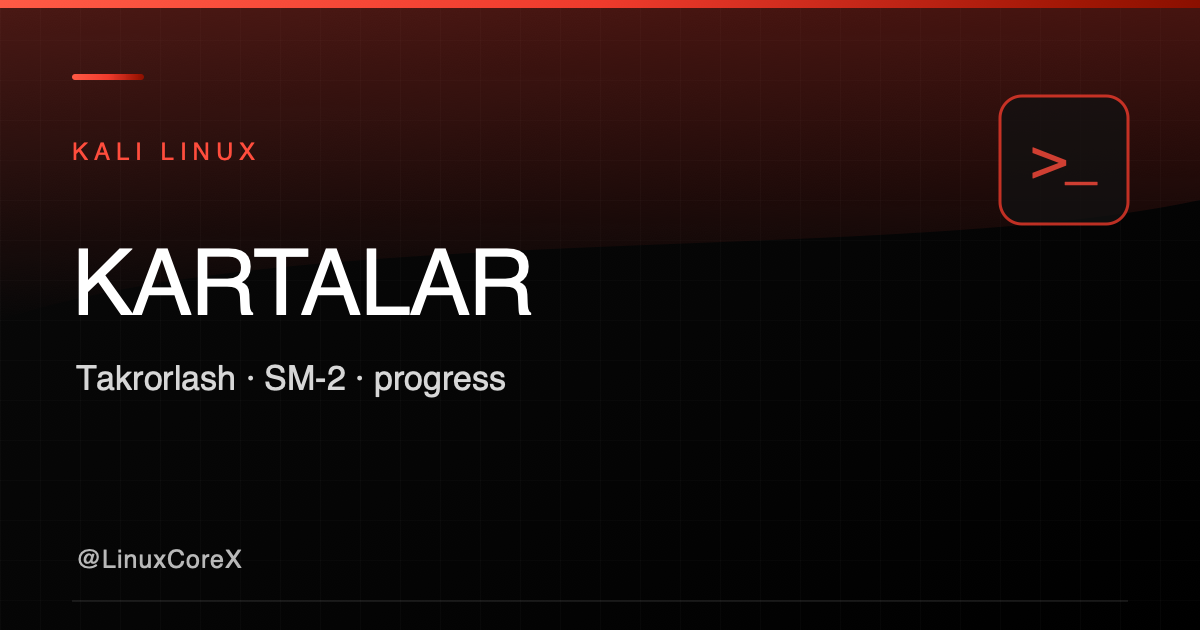 KALI LINUX
>_
KARTALAR
Takrorlash · SM-2 · progress
@LinuxCoreX